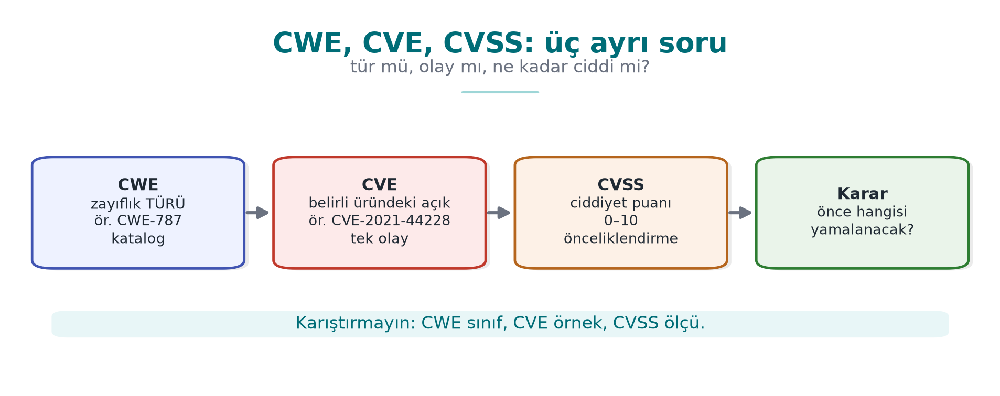 CWE, CVE, CVSS: üç ayrı soru
tür mü, olay mı, ne kadar ciddi mi?
CWE
zayıflık TÜRÜ
ör. CWE-787
katalog
CVE
belirli üründeki açık
ör. CVE-2021-44228
tek olay
CVSS
ciddiyet puanı
0–10
önceliklendirme
Karar
önce hangisi
yamalanacak?
Karıştırmayın: CWE sınıf, CVE örnek, CVSS ölçü.